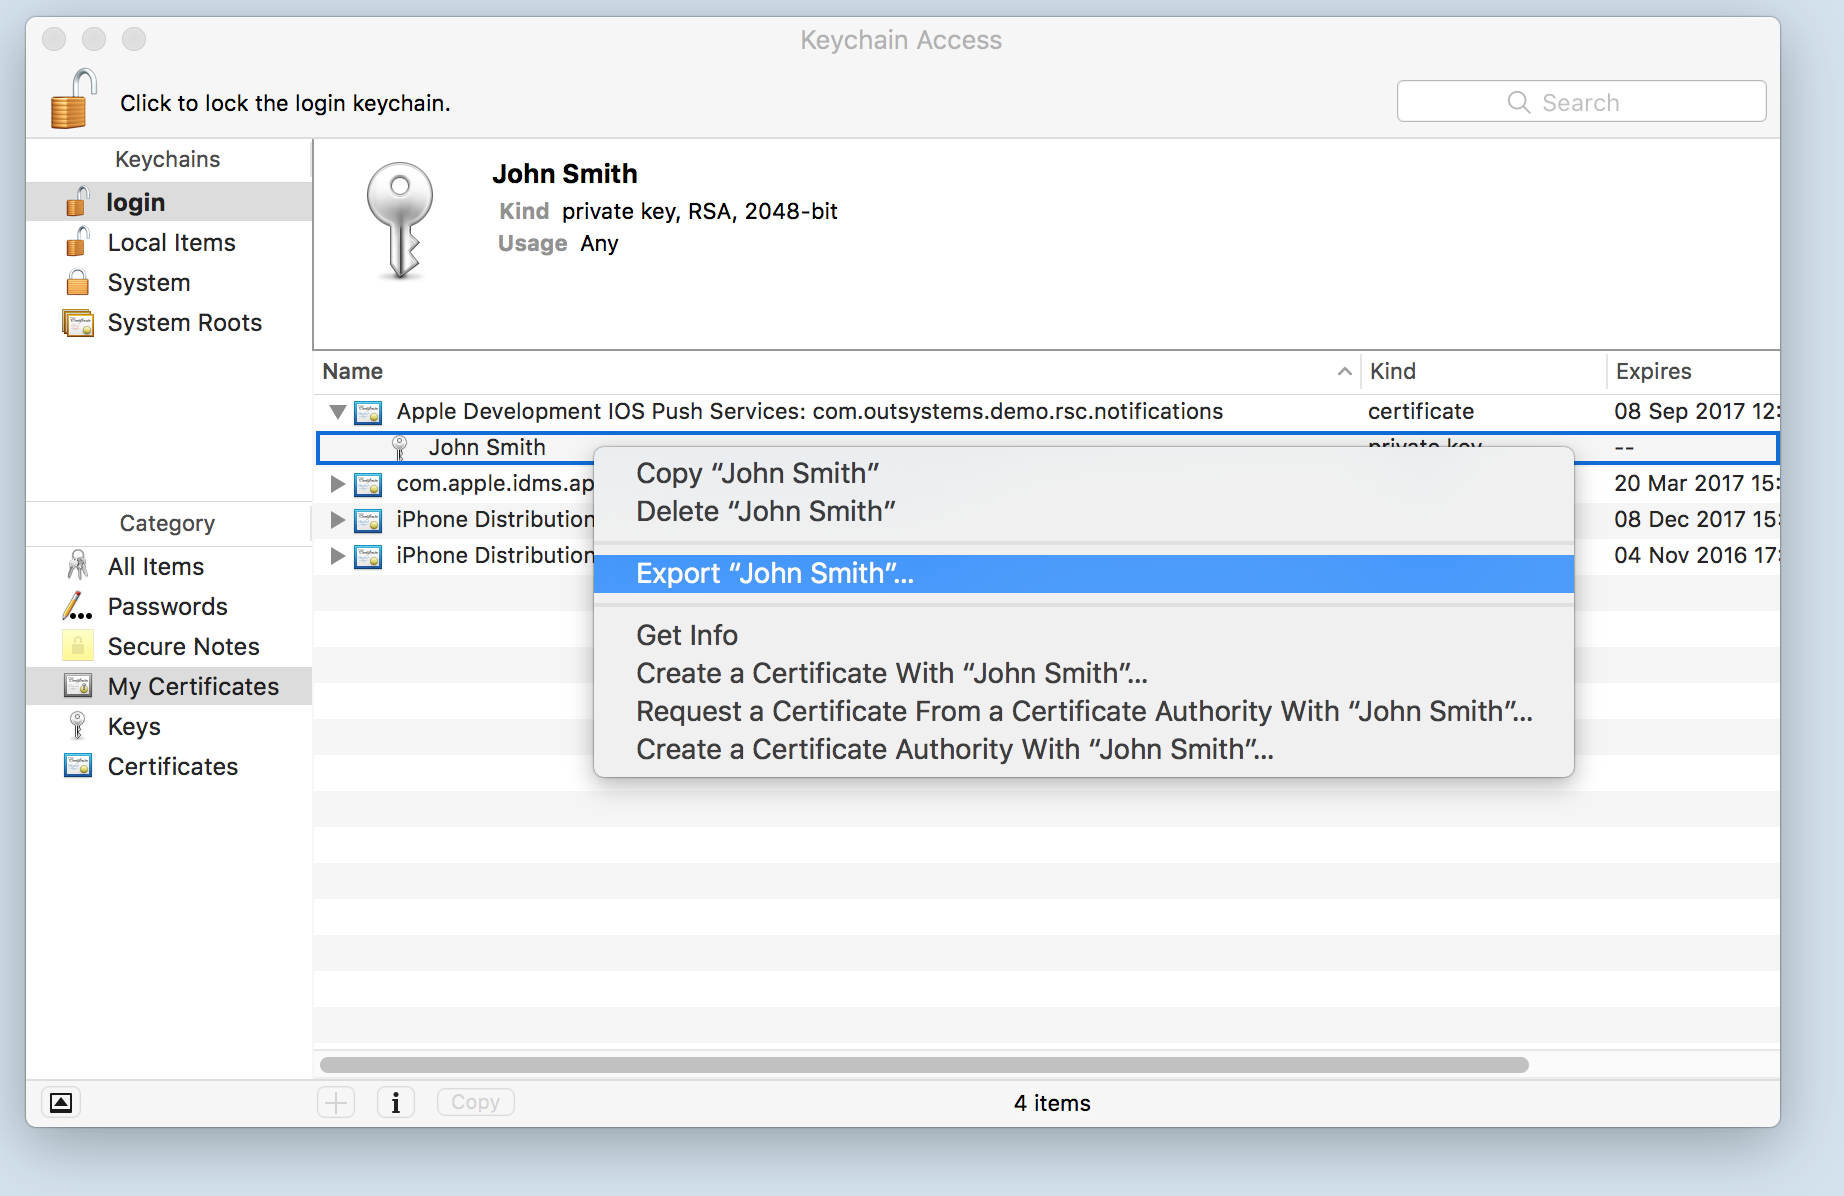 Keychain Access
Click to lock the login keychain.
Search
Keychains
login
Local Items
System
System Roots
Category
All Items
Passwords
Secure Notes
My Certificates
Keys
Certificates
John Smith
Kind private key, RSA, 2048-bit
Usage Any
Name Kind Expires
Apple Development IOS Push Services: com.outsystems.demo.rsc.notifications certificate 08 Sep 2017 12:
John Smith private key --
com.apple.idms.ap 20 Mar 2017 15:
iPhone Distribution 08 Dec 2017 15:
iPhone Distribution 04 Nov 2016 17:
Copy “John Smith”
Delete “John Smith”
Export “John Smith”...
Get Info
Create a Certificate With “John Smith”...
Request a Certificate From a Certificate Authority With “John Smith”...
Create a Certificate Authority With “John Smith”...
Copy
4 items